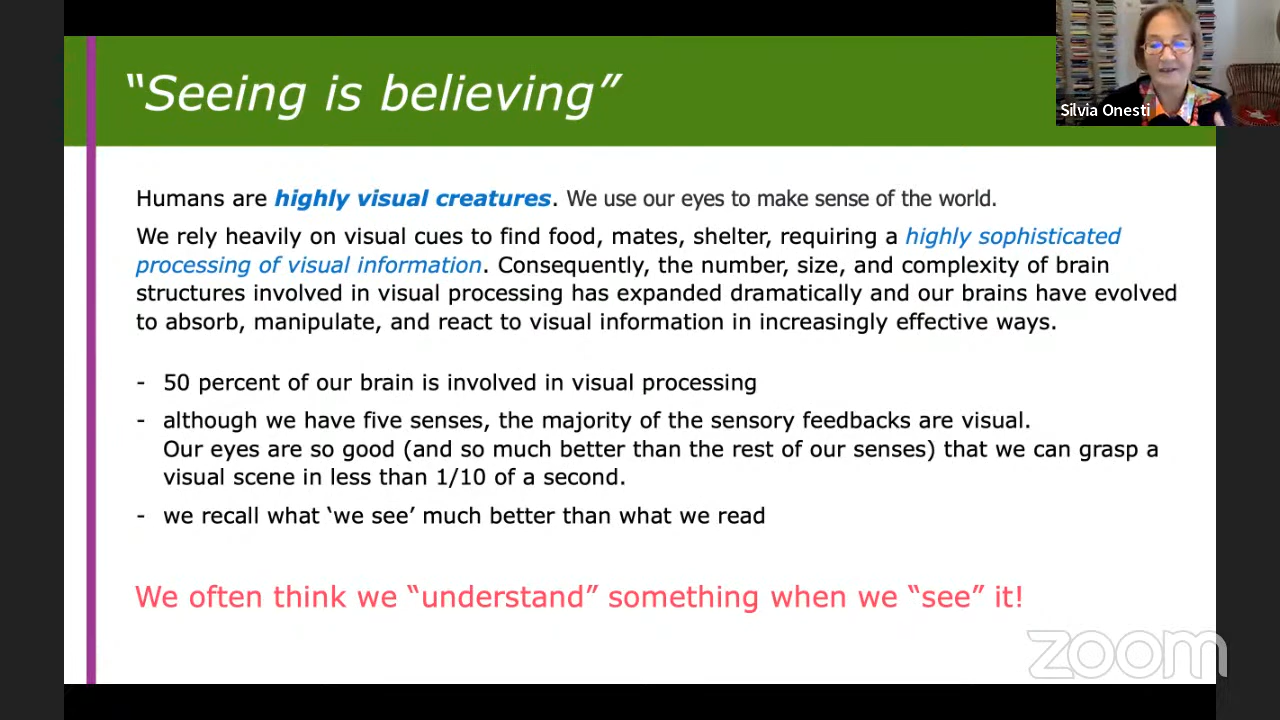 “Seeing is believing”
Silvia Onesti
Humans are highly visual creatures. We use our eyes to make sense of the world.
We rely heavily on visual cues to find food, mates, shelter, requiring a highly sophisticated
processing of visual information. Consequently, the number, size, and complexity of brain
structures involved in visual processing has expanded dramatically and our brains have evolved
to absorb, manipulate, and react to visual information in increasingly effective ways.
- 50 percent of our brain is involved in visual processing
- although we have five senses, the majority of the sensory feedbacks are visual.
Our eyes are so good (and so much better than the rest of our senses) that we can grasp a
visual scene in less than 1/10 of a second.
- we recall what ‘we see’ much better than what we read
We often think we “understand” something when we “see” it!
zoom